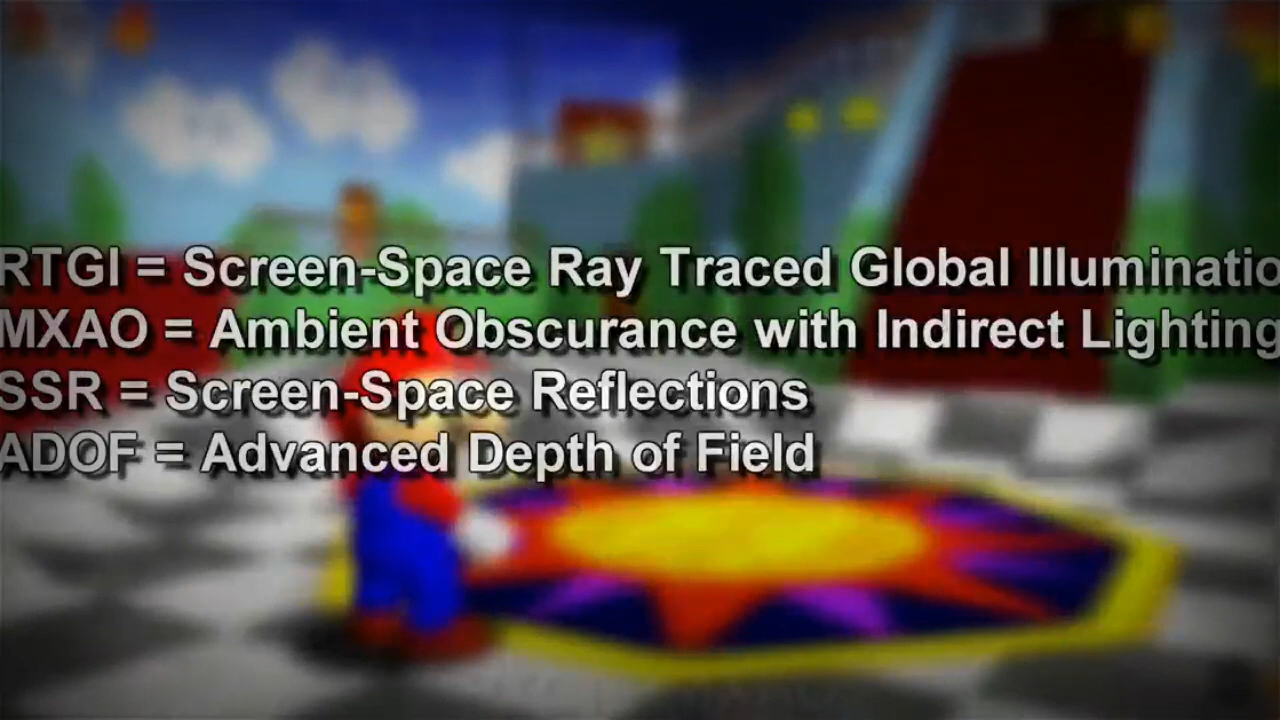 RTGI = Screen-Space Ray Traced Global Illuminatio
MXAO = Ambient Obscurance with Indirect Lighting
SSR = Screen-Space Reflections
ADOF = Advanced Depth of Field